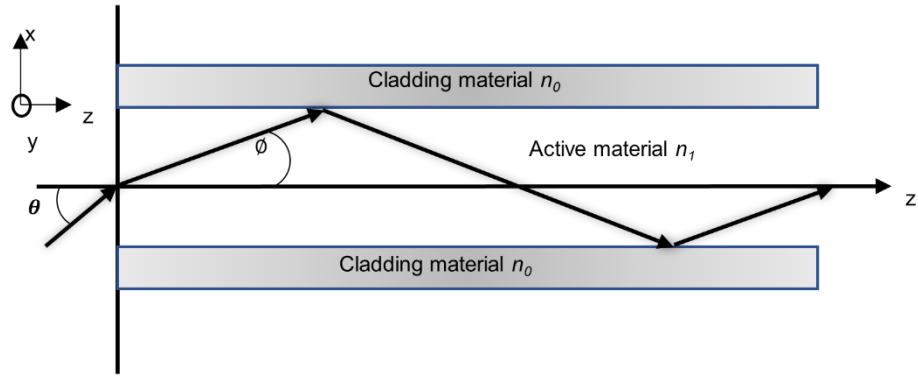 x
Cladding material n₀
z
y
ϕ
Active material n₁
θ
z
Cladding material n₀